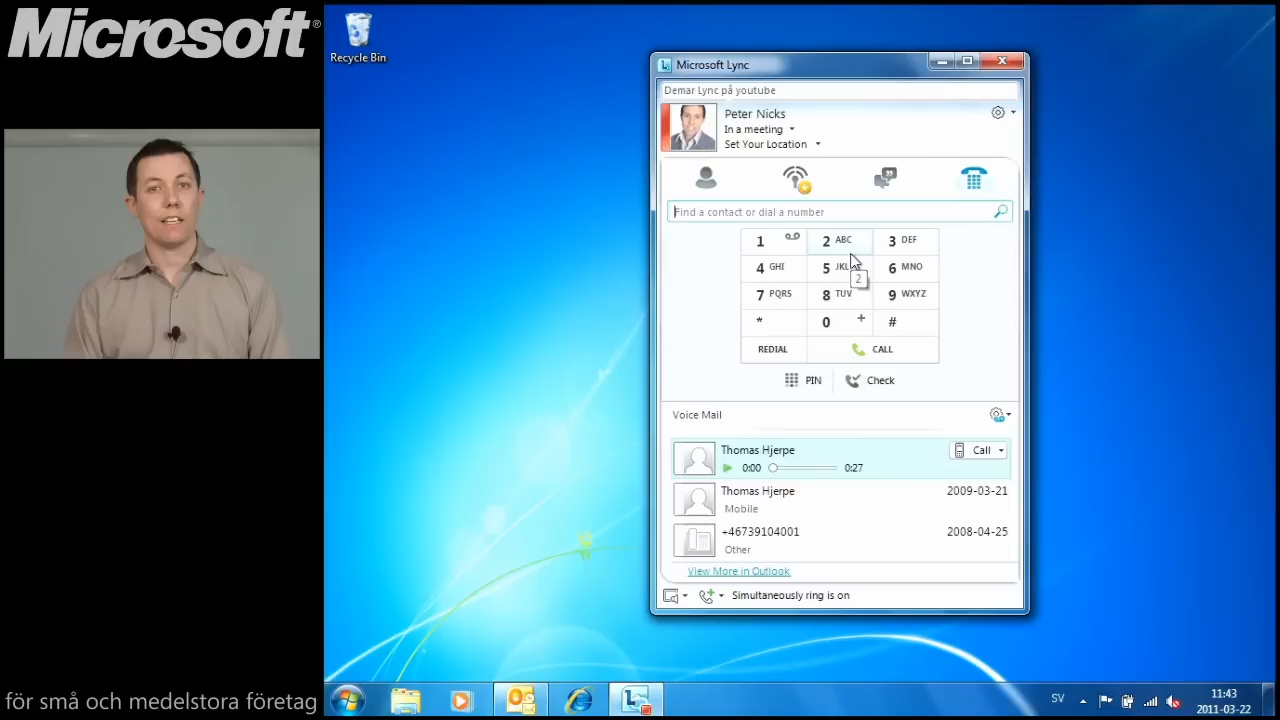 Microsoft®
Recycle Bin
Microsoft Lync
Demar Lync på youtube
Peter Nicks
In a meeting
Set Your Location
Find a contact or dial a number
1
2 ABC
3 DEF
4 GHI
5 JKL
6 MNO
2
7 PQRS
8 TUV
9 WXYZ
*
0 +
#
REDIAL
CALL
PIN
Check
Voice Mail
Thomas Hjerpe
Call
0:00
0:27
Thomas Hjerpe
2009-03-21
Mobile
+46739104001
2008-04-25
Other
View More in Outlook
Simultaneously ring is on
för små och medelstora företag
SV
11:43
2011-03-22